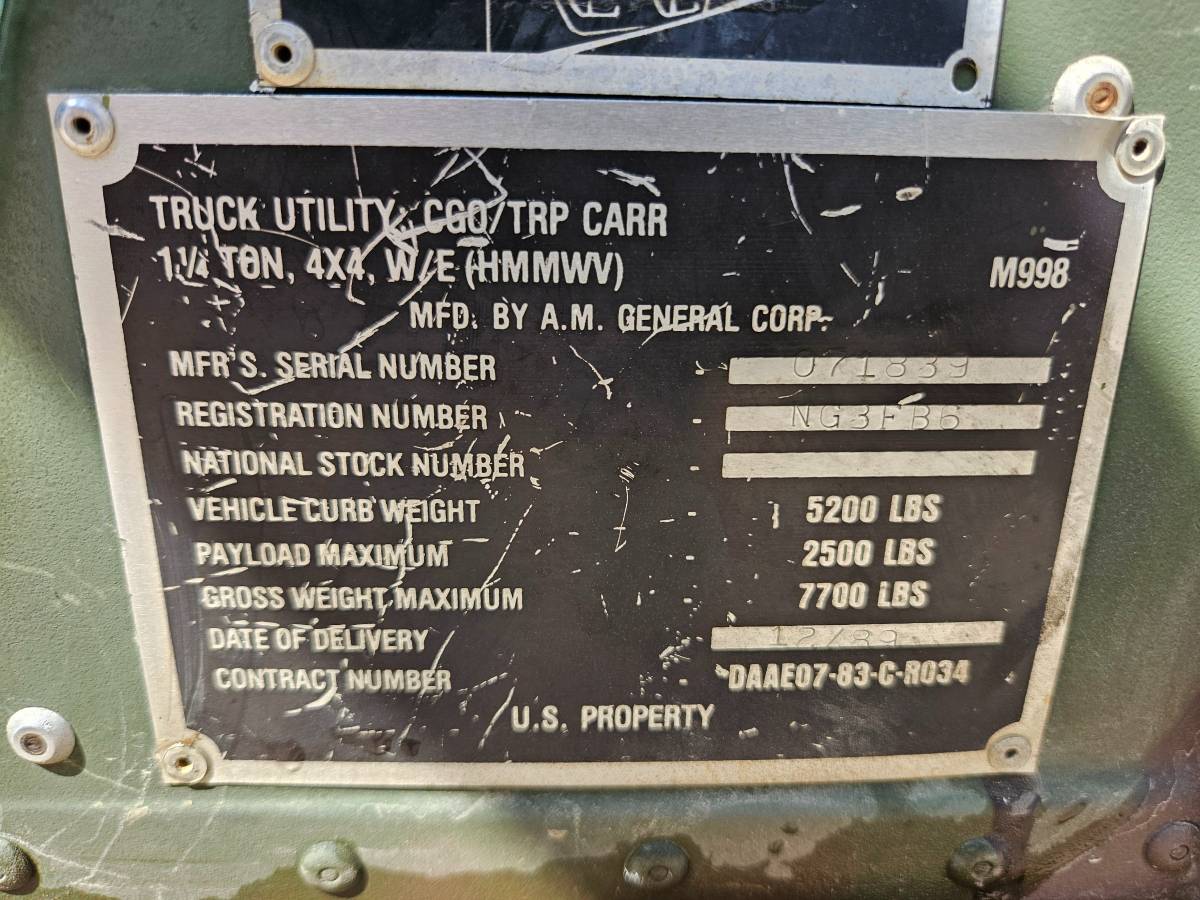 TRUCK UTILITY, CGO/TRP CARR
1 1/4 TON, 4X4, W/E (HMMWV) M998
MFD. BY A.M. GENERAL CORP.
MFR'S. SERIAL NUMBER 071839
REGISTRATION NUMBER NG3FB6
NATIONAL STOCK NUMBER
VEHICLE CURB WEIGHT 5200 LBS
PAYLOAD MAXIMUM 2500 LBS
GROSS WEIGHT MAXIMUM 7700 LBS
DATE OF DELIVERY 12/89
CONTRACT NUMBER DAAE07-83-C-R034
U.S. PROPERTY